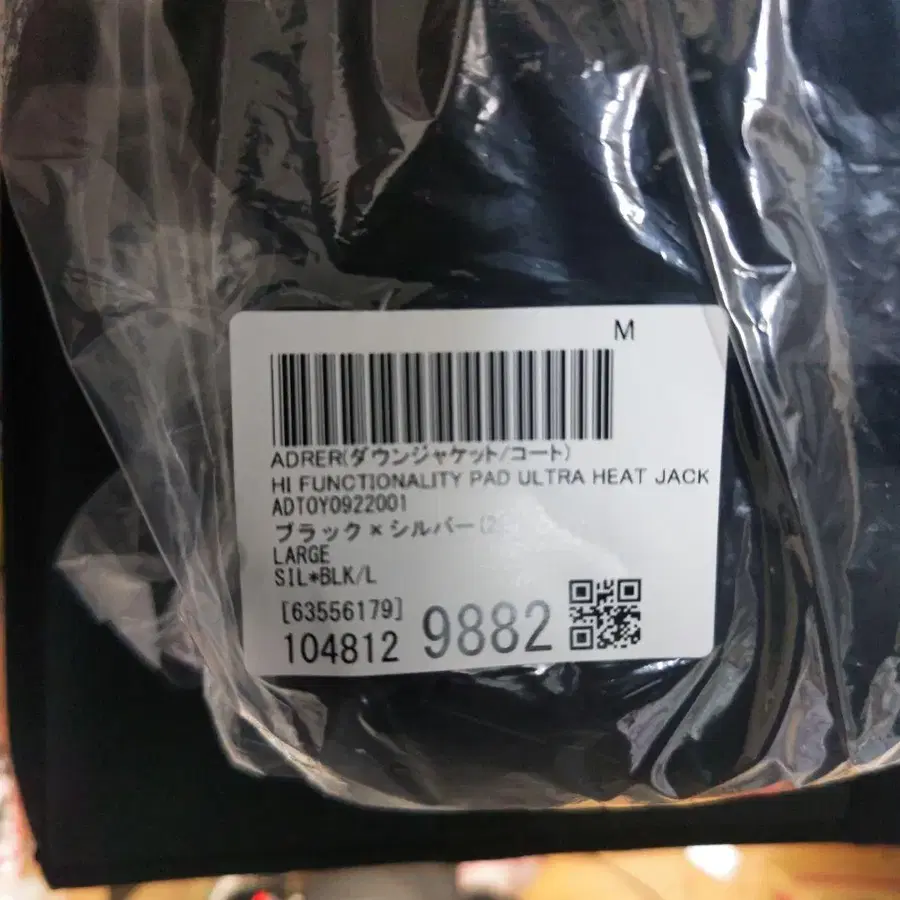 M
ADRER(ダウンジャケット/コート)
HI FUNCTIONALITY PAD ULTRA HEAT JACK
ADTOY0922001
ブラック×シルバー(2
LARGE
SIL*BLK/L
[63556179]
104812 9882